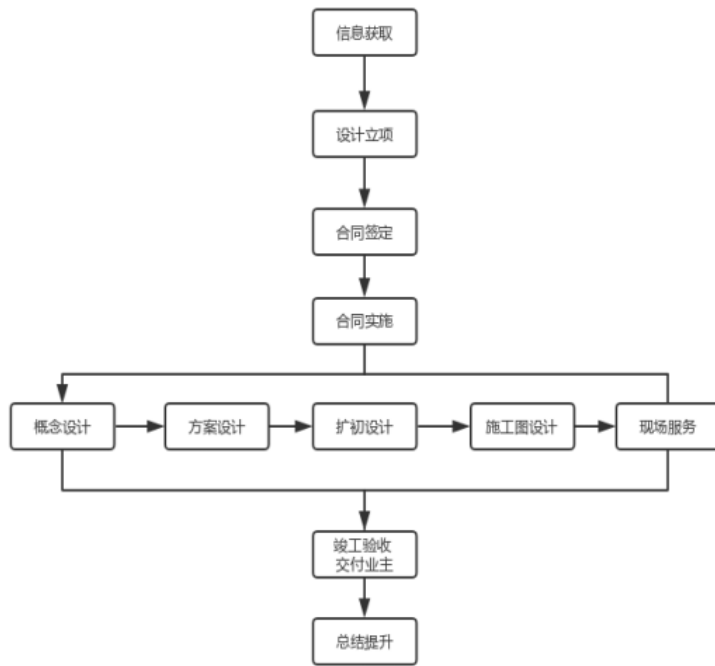 信息获取
设计立项
合同签定
合同实施
概念设计
方案设计
扩初设计
施工图设计
现场服务
竣工验收
交付业主
总结提升